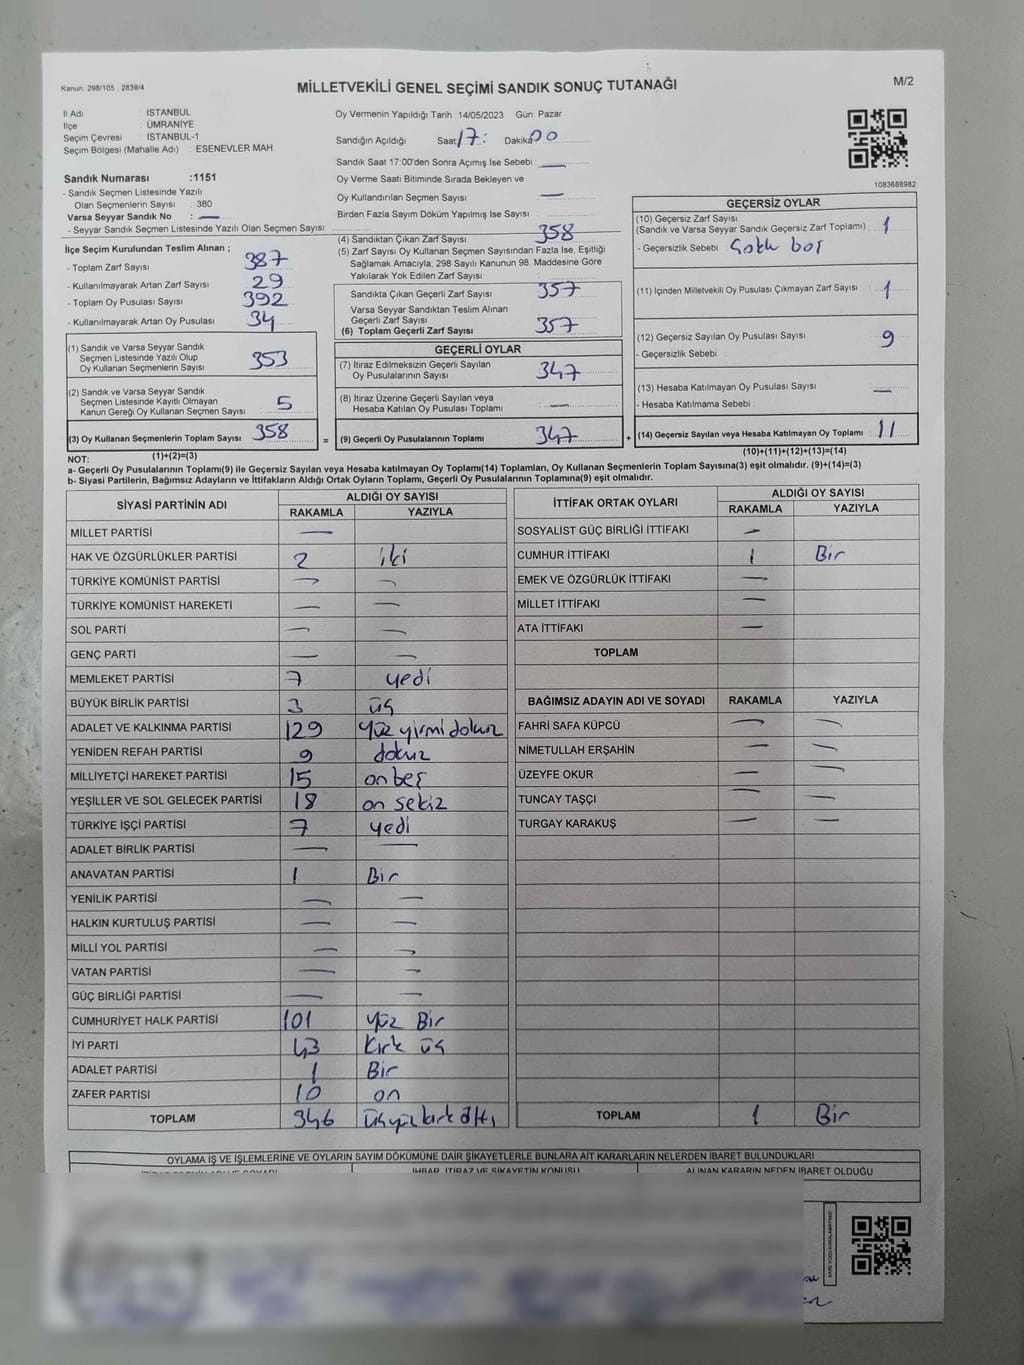 Kanun: 298/105 . 2839/4
MİLLETVEKİLİ GENEL SEÇİMİ SANDIK SONUÇ TUTANAĞI
M/2
İl Adı : İSTANBUL
İlçe : ÜMRANİYE
Seçim Çevresi : İSTANBUL-1
Seçim Bölgesi (Mahalle Adı) : ESENEVLER MAH.
Sandık Numarası :1151
- Sandık Seçmen Listesinde Yazılı
Olan Seçmenlerin Sayısı : 380
Varsa Seyyar Sandık No : —
- Seyyar Sandık Seçmen Listesinde Yazılı Olan Seçmen Sayısı:
Oy Vermenin Yapıldığı Tarih :14/05/2023 Gün: Pazar
Sandığın Açıldığı Saat 17: Dakika 00
Sandık Saat 17:00'den Sonra Açımış İse Sebebi : —
Oy Verme Saati Bitiminde Sırada Bekleyen ve
Oy Kullandırılan Seçmen Sayısı : —
Birden Fazla Sayım Döküm Yapılmış İse Sayısı :
1083688982
İlçe Seçim Kurulundan Teslim Alınan ;
- Toplam Zarf Sayısı : 387
- Kullanılmayarak Artan Zarf Sayısı : 29
- Toplam Oy Pusulası Sayısı : 392
- Kullanılmayarak Artan Oy Pusulası : 34
(1) Sandık ve Varsa Seyyar Sandık
Seçmen Listesinde Yazılı Olup
Oy Kullanan Seçmenlerin Sayısı : 353
(2) Sandık ve Varsa Seyyar Sandık
Seçmen Listesinde Kayıtlı Olmayan
Kanun Gereği Oy Kullanan Seçmen Sayısı : 5
(3) Oy Kullanan Seçmenlerin Toplam Sayısı : 358
(4) Sandıktan Çıkan Zarf Sayısı : 358
(5) Zarf Sayısı Oy Kullanan Seçmen Sayısından Fazla İse, Eşitliği
Sağlamak Amacıyla; 298 Sayılı Kanunun 98. Maddesine Göre
Yakılarak Yok Edilen Zarf Sayısı :
Sandıkta Çıkan Geçerli Zarf Sayısı : 357
Varsa Seyyar Sandıktan Teslim Alınan
Geçerli Zarf Sayısı :
(6) Toplam Geçerli Zarf Sayısı : 357
GEÇERLİ OYLAR
(7) İtiraz Edilmeksizin Geçerli Sayılan
Oy Pusulalarının Sayısı : 347
(8) İtiraz Üzerine Geçerli Sayılan veya
Hesaba Katılan Oy Pusulası Toplamı : —
= (9) Geçerli Oy Pusulalarının Toplamı : 347
GEÇERSİZ OYLAR
(10) Geçersiz Zarf Sayısı
(Sandık ve Varsa Seyyar Sandık Geçersiz Zarf Toplamı) : 1
- Geçersizlik Sebebi : boş
(11) İçinden Milletvekili Oy Pusulası Çıkmayan Zarf Sayısı : 1
(12) Geçersiz Sayılan Oy Pusulası Sayısı : 9
- Geçersizlik Sebebi :
(13) Hesaba Katılmayan Oy Pusulası Sayısı : —
- Hesaba Katılmama Sebebi :
+ (14) Geçersiz Sayılan veya Hesaba Katılmayan Oy Toplamı : 11
(1)+(2)=(3)
(10)+(11)+(12)+(13)=(14)
NOT:
a- Geçerli Oy Pusulalarının Toplamı(9) ile Geçersiz Sayılan veya Hesaba katılmayan Oy Toplamı(14) Toplamları, Oy Kullanan Seçmenlerin Toplam Sayısına(3) eşit olmalıdır. (9)+(14)=(3)
b- Siyasi Partilerin, Bağımsız Adayların ve İttifakların Aldığı Ortak Oyların Toplamı, Geçerli Oy Pusulalarının Toplamına(9) eşit olmalıdır.
SİYASİ PARTİNİN ADI ALDIĞI OY SAYISI
RAKAMLA YAZIYLA
MİLLET PARTİSİ —
HAK VE ÖZGÜRLÜKLER PARTİSİ 2 iki
TÜRKİYE KOMÜNİST PARTİSİ — —
TÜRKİYE KOMÜNİST HAREKETİ — —
SOL PARTİ — —
GENÇ PARTİ — —
MEMLEKET PARTİSİ 7 yedi
BÜYÜK BİRLİK PARTİSİ 3 üç
ADALET VE KALKINMA PARTİSİ 129 yüz yirmi dokuz
YENİDEN REFAH PARTİSİ 9 dokuz
MİLLİYETÇİ HAREKET PARTİSİ 15 on beş
YEŞİLLER VE SOL GELECEK PARTİSİ 18 on sekiz
TÜRKİYE İŞÇİ PARTİSİ 7 yedi
ADALET BİRLİK PARTİSİ — —
ANAVATAN PARTİSİ 1 Bir
YENİLİK PARTİSİ — —
HALKIN KURTULUŞ PARTİSİ — —
MİLLİ YOL PARTİSİ — —
VATAN PARTİSİ — —
GÜÇ BİRLİĞİ PARTİSİ — —
CUMHURİYET HALK PARTİSİ 101 yüz Bir
İYİ PARTİ 43 Kırk üç
ADALET PARTİSİ 1 Bir
ZAFER PARTİSİ 10 on
TOPLAM 346 üçyüz kırk altı
İTTİFAK ORTAK OYLARI ALDIĞI OY SAYISI
RAKAMLA YAZIYLA
SOSYALİST GÜÇ BİRLİĞİ İTTİFAKI —
CUMHUR İTTİFAKI 1 Bir
EMEK VE ÖZGÜRLÜK İTTİFAKI —
MİLLET İTTİFAKI —
ATA İTTİFAKI —
TOPLAM
BAĞIMSIZ ADAYIN ADI VE SOYADI RAKAMLA YAZIYLA
FAHRİ SAFA KÜPCÜ — —
NİMETULLAH ERŞAHİN — —
ÜZEYFE OKUR — —
TUNCAY TAŞÇI — —
TURGAY KARAKUŞ — —
TOPLAM 1 Bir
OYLAMA İŞ VE İŞLEMLERİNE VE OYLARIN SAYIM DÖKÜMÜNE DAİR ŞİKAYETLERLE BUNLARA AİT KARARLARIN NELERDEN İBARET BULUNDUKLARI
İHBAR, İTİRAZ VE ŞİKAYETİN KONUSU ALINAN KARARIN NEDEN İBARET OLDUĞU